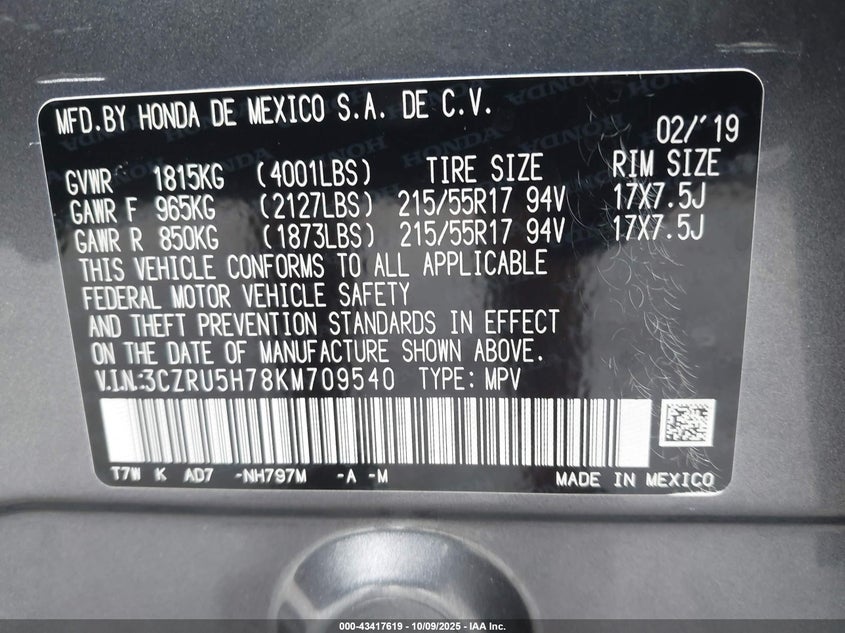 MFD.BY HONDA DE MEXICO S.A. DE C.V.
02/'19
GVWR 1815KG (4001LBS) TIRE SIZE RIM SIZE
GAWR F 965KG (2127LBS) 215/55R17 94V 17X7.5J
GAWR R 850KG (1873LBS) 215/55R17 94V 17X7.5J
THIS VEHICLE CONFORMS TO ALL APPLICABLE
FEDERAL MOTOR VEHICLE SAFETY
AND THEFT PREVENTION STANDARDS IN EFFECT
ON THE DATE OF MANUFACTURE SHOWN ABOVE.
V.I.N:3CZRU5H78KM709540 TYPE: MPV
T7W K AD7 -NH797M -A -M MADE IN MEXICO
000-43417619 - 10/09/2025 - IAA Inc.